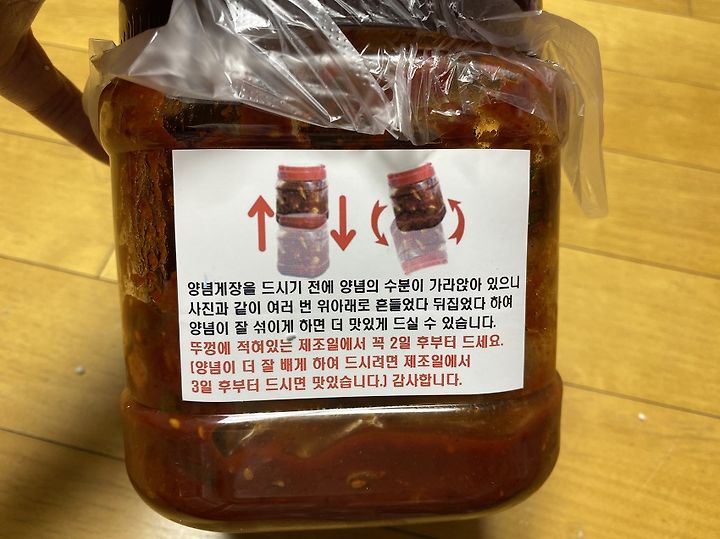 양념게장을 드시기 전에 양념의 수분이 가라앉아 있으니
사진과 같이 여러 번 위아래로 흔들었다 뒤집었다 하여
양념이 잘 섞이게 하면 더 맛있게 드실 수 있습니다.
뚜껑에 적혀있는 제조일에서 꼭 2일 후부터 드세요.
(양념이 더 잘 배게 하여 드시려면 제조일에서
3일 후부터 드시면 맛있습니다.) 감사합니다.